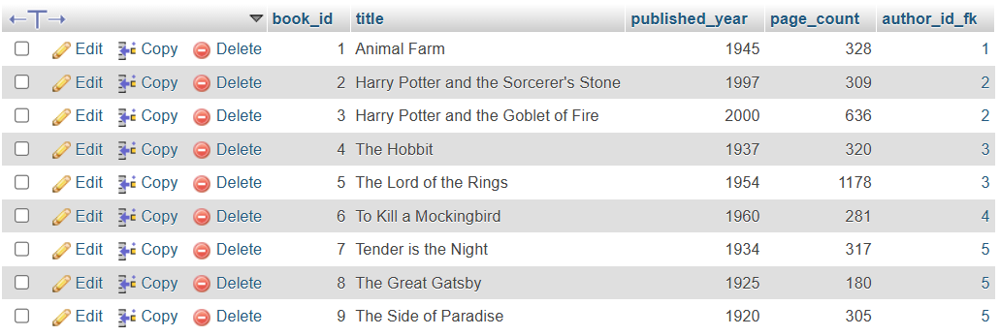 book_id title published_year page_count author_id_fk
Edit Copy Delete 1 Animal Farm 1945 328 1
Edit Copy Delete 2 Harry Potter and the Sorcerer's Stone 1997 309 2
Edit Copy Delete 3 Harry Potter and the Goblet of Fire 2000 636 2
Edit Copy Delete 4 The Hobbit 1937 320 3
Edit Copy Delete 5 The Lord of the Rings 1954 1178 3
Edit Copy Delete 6 To Kill a Mockingbird 1960 281 4
Edit Copy Delete 7 Tender is the Night 1934 317 5
Edit Copy Delete 8 The Great Gatsby 1925 180 5
Edit Copy Delete 9 The Side of Paradise 1920 305 5